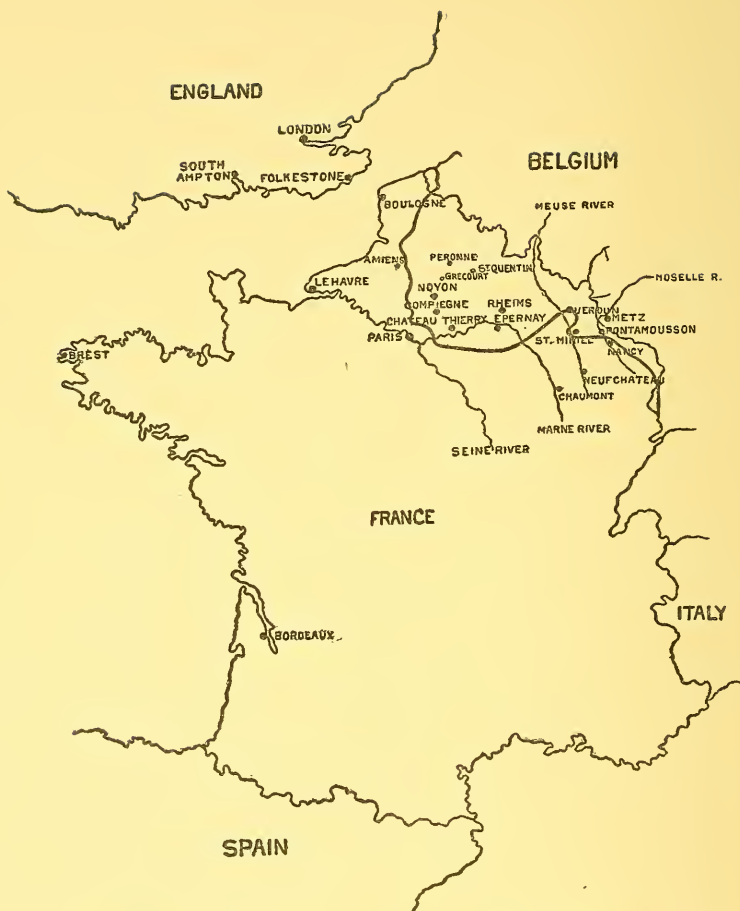 ENGLAND
LONDON
SOUTH
AMPTON
FOLKESTONE
BELGIUM
BOULOGNE
MEUSE RIVER
AMIENS
PERONNE
ST QUENTIN
GRECOURT
MOSELLE R.
LEHAVRE
NOYON
COMPIEGNE
RHEIMS
VERDUN
METZ
CHATEAU THIERRY
EPERNAY
PONTAMOUSSON
PARIS
ST. MIHIEL
NANCY
BREST
NEUFCHATEAU
CHAUMONT
MARNE RIVER
SEINE RIVER
FRANCE
ITALY
BORDEAUX
SPAIN